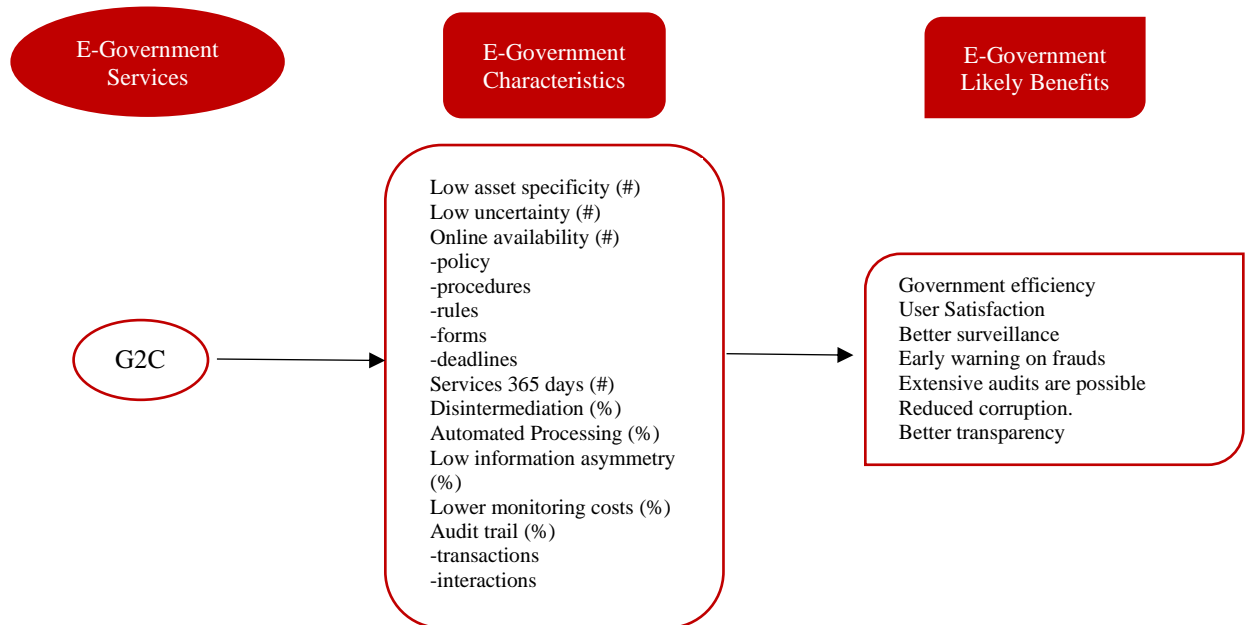 E-Government
Services
E-Government
Characteristics
E-Government
Likely Benefits
G2C
Low asset specificity (#)
Low uncertainty (#)
Online availability (#)
-policy
-procedures
-rules
-forms
-deadlines
Services 365 days (#)
Disintermediation (%)
Automated Processing (%)
Low information asymmetry
(%)
Lower monitoring costs (%)
Audit trail (%)
-transactions
-interactions
Government efficiency
User Satisfaction
Better surveillance
Early warning on frauds
Extensive audits are possible
Reduced corruption.
Better transparency